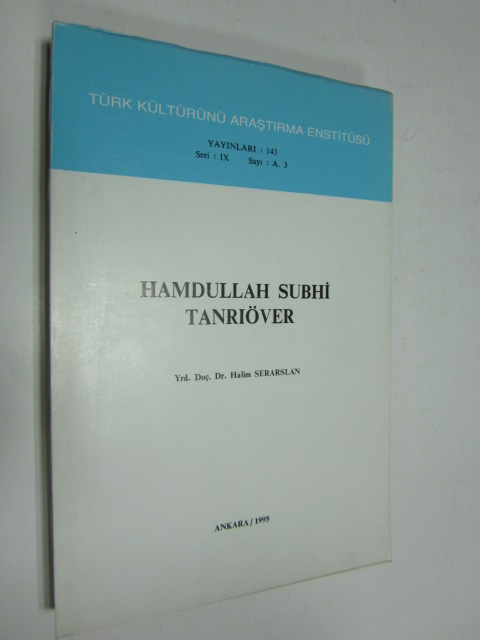 TÜRK KÜLTÜRÜNÜ ARAŞTIRMA ENSTİTÜSÜ
YAYINLARI : 143
Seri : IX Sayı : A. 3
HAMDULLAH SUBHİ
TANRIÖVER
Yrd. Doç. Dr. Halim SERARSLAN
ANKARA / 1995